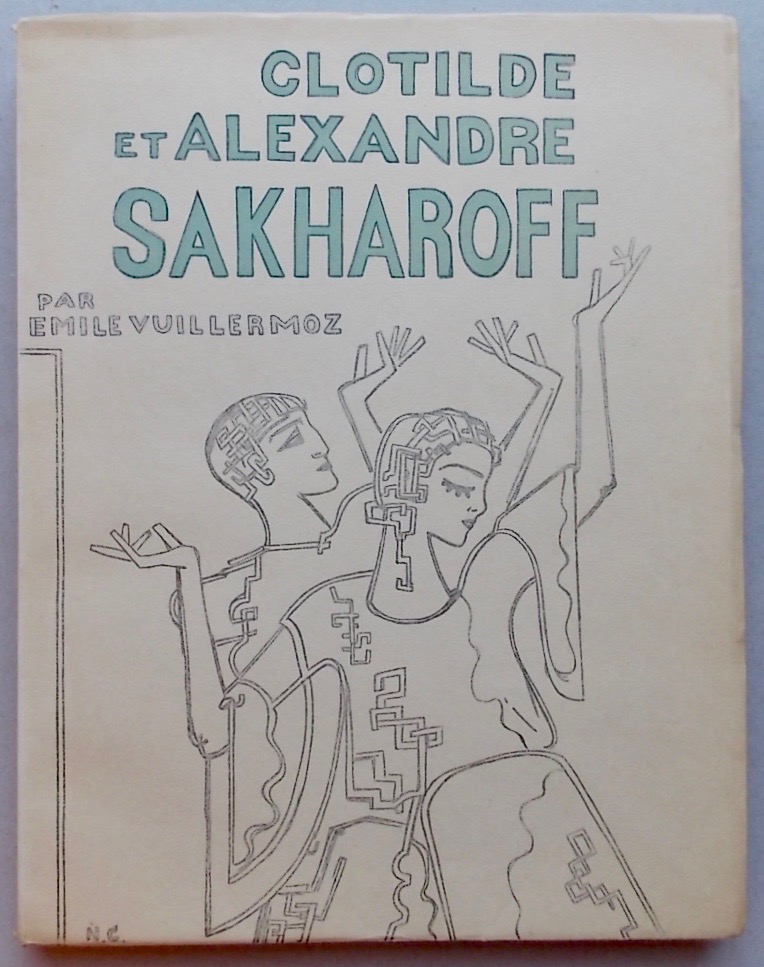 CLOTILDE
ET ALEXANDRE
SAKHAROFF
PAR
EMILE VUILLERMOZ
N.G.